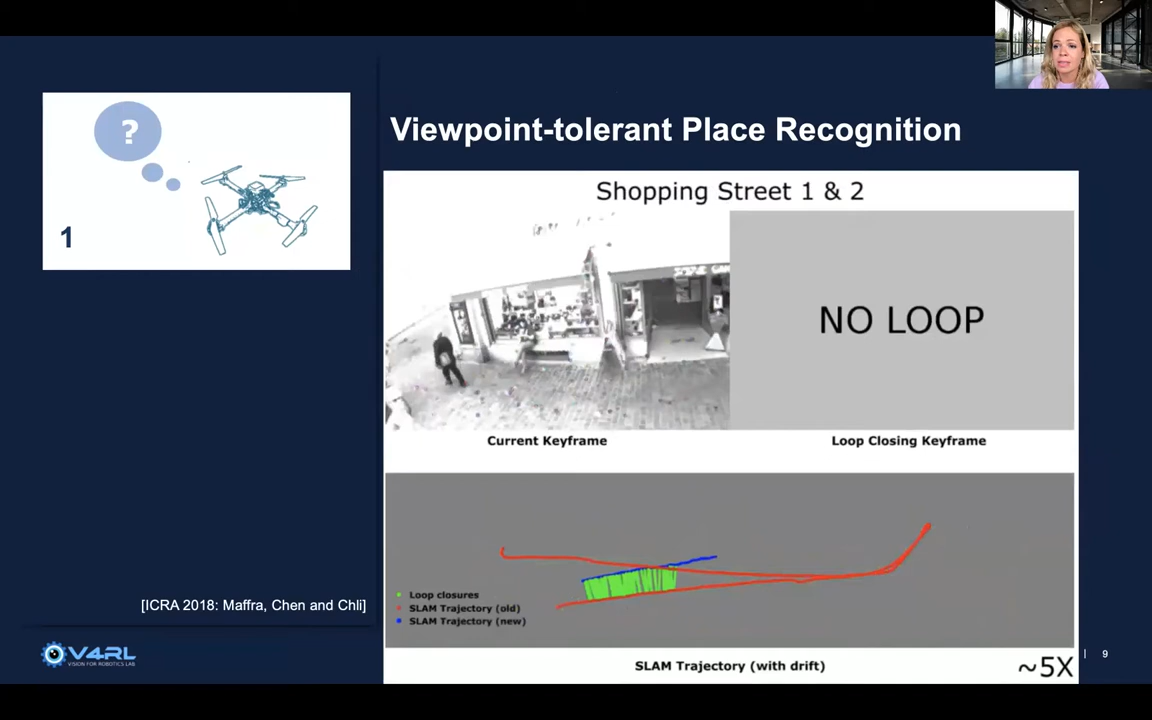 ?
1
Viewpoint-tolerant Place Recognition
Shopping Street 1 & 2
NO LOOP
Current Keyframe
Loop Closing Keyframe
Loop closures
SLAM Trajectory (old)
SLAM Trajectory (new)
SLAM Trajectory (with drift)
~5X
[ICRA 2018: Maffra, Chen and Chli]
V4RL
VISION FOR ROBOTICS LAB
| 9